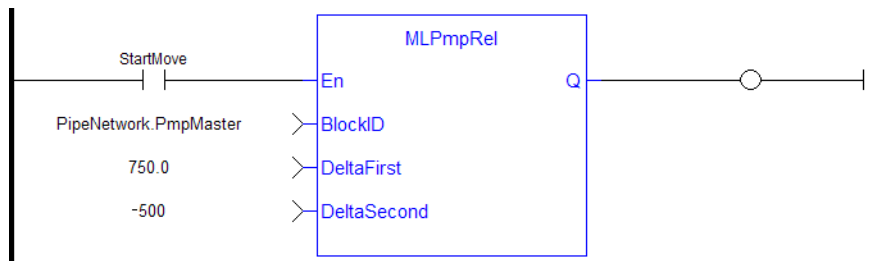 MLPmpRel
StartMove
En Q
PipeNetwork.PmpMaster BlockID
750.0 DeltaFirst
-500 DeltaSecond